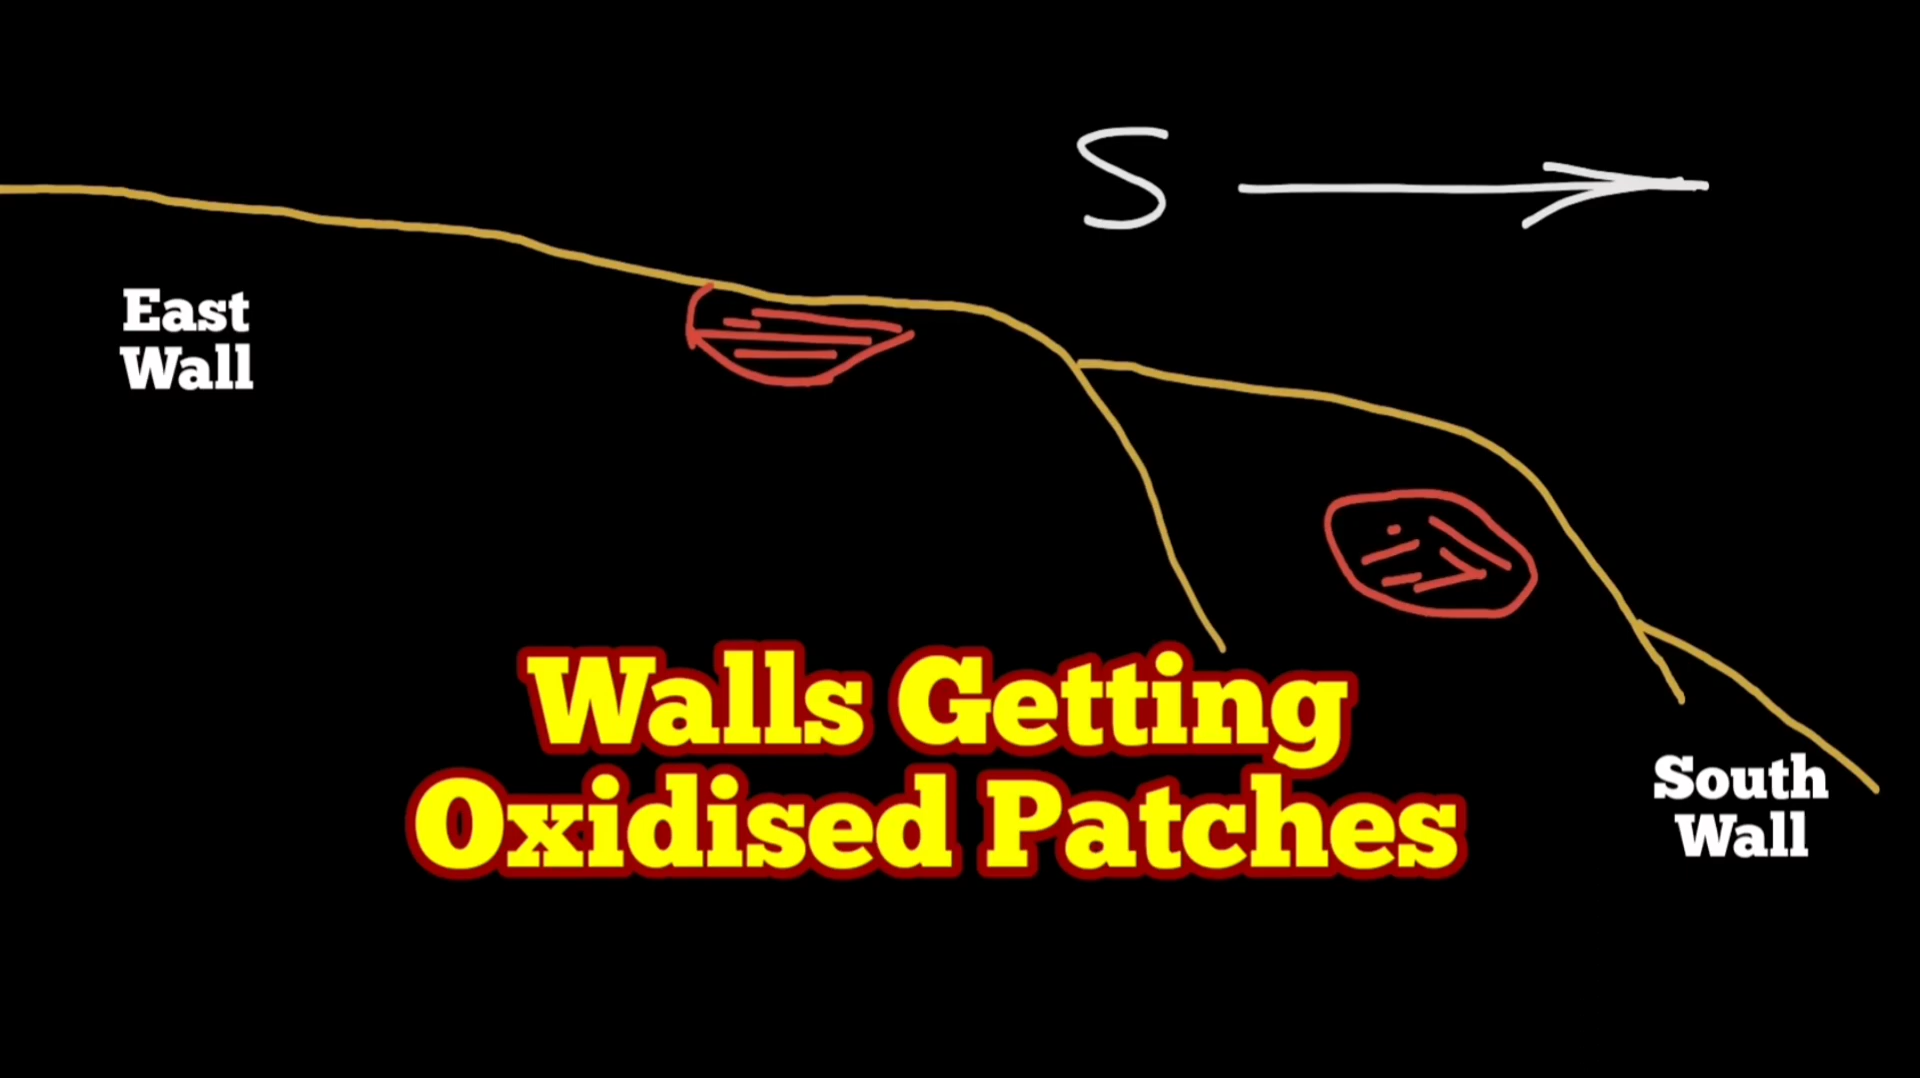 S
East
Wall
Walls Getting
Oxidised Patches
South
Wall